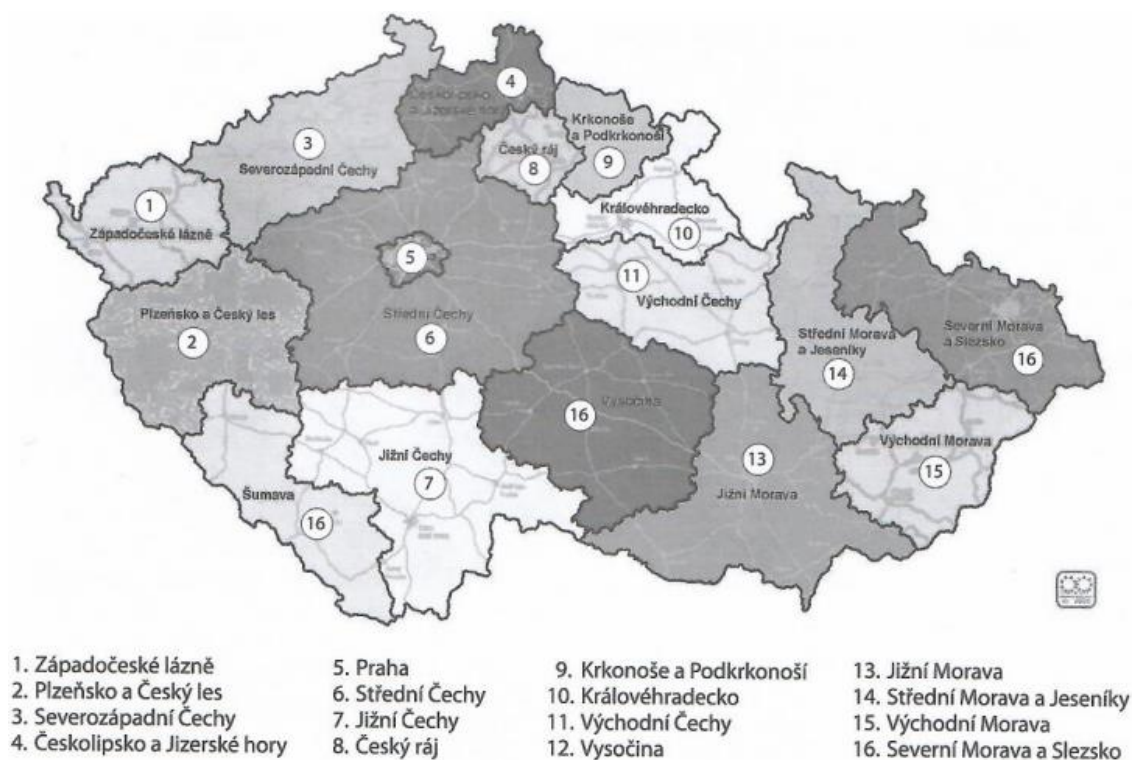 4
ČESKOLIPSKO
A JIZERSKÉ HORY
Krkonoše
a Podkrkonoší
9
3
Severozápadní Čechy
Český ráj
8
1
Západočeské lázně
Královéhradecko
10
5
11
Východní Čechy
Plzeňsko a Český les
2
Střední Čechy
6
Střední Morava
a Jeseníky
14
Severní Morava
a Slezsko
16
Vysočina
16
Jižní Čechy
7
13
Jižní Morava
Východní Morava
15
Šumava
16
1. Západočeské lázně
2. Plzeňsko a Český les
3. Severozápadní Čechy
4. Českolipsko a Jizerské hory
5. Praha
6. Střední Čechy
7. Jižní Čechy
8. Český ráj
9. Krkonoše a Podkrkonoší
10. Královéhradecko
11. Východní Čechy
12. Vysočina
13. Jižní Morava
14. Střední Morava a Jeseníky
15. Východní Morava
16. Severní Morava a Slezsko